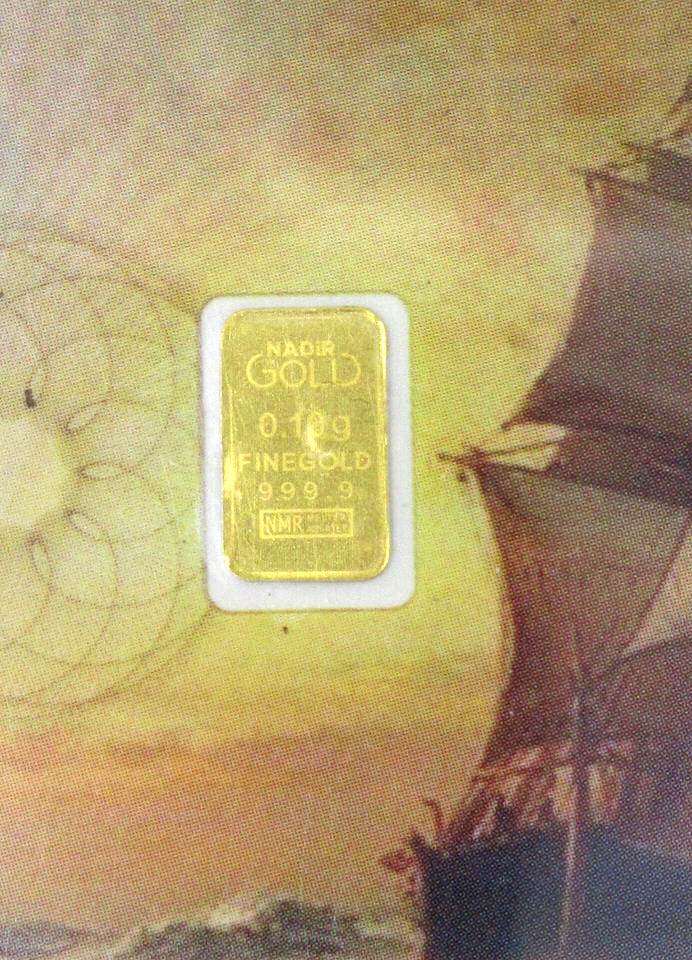 NADiR
GOLD
0.10g
FINEGOLD
999.9
NMR